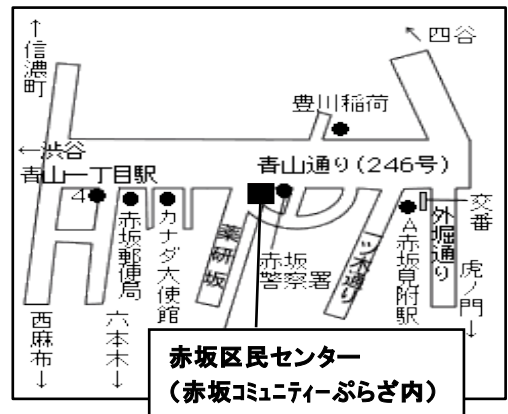 ↑信濃町
↖四谷
豊川稲荷
←渋谷
青山一丁目駅
青山通り(246号)
4
赤坂郵便局
カナダ大使館
薬研坂
赤坂警察署
一ツ木通り
A赤坂見附駅
外堀通り
交番
虎ノ門↓
西麻布↓
六本木↓
赤坂区民センター
(赤坂コミュニティーぷらざ内)